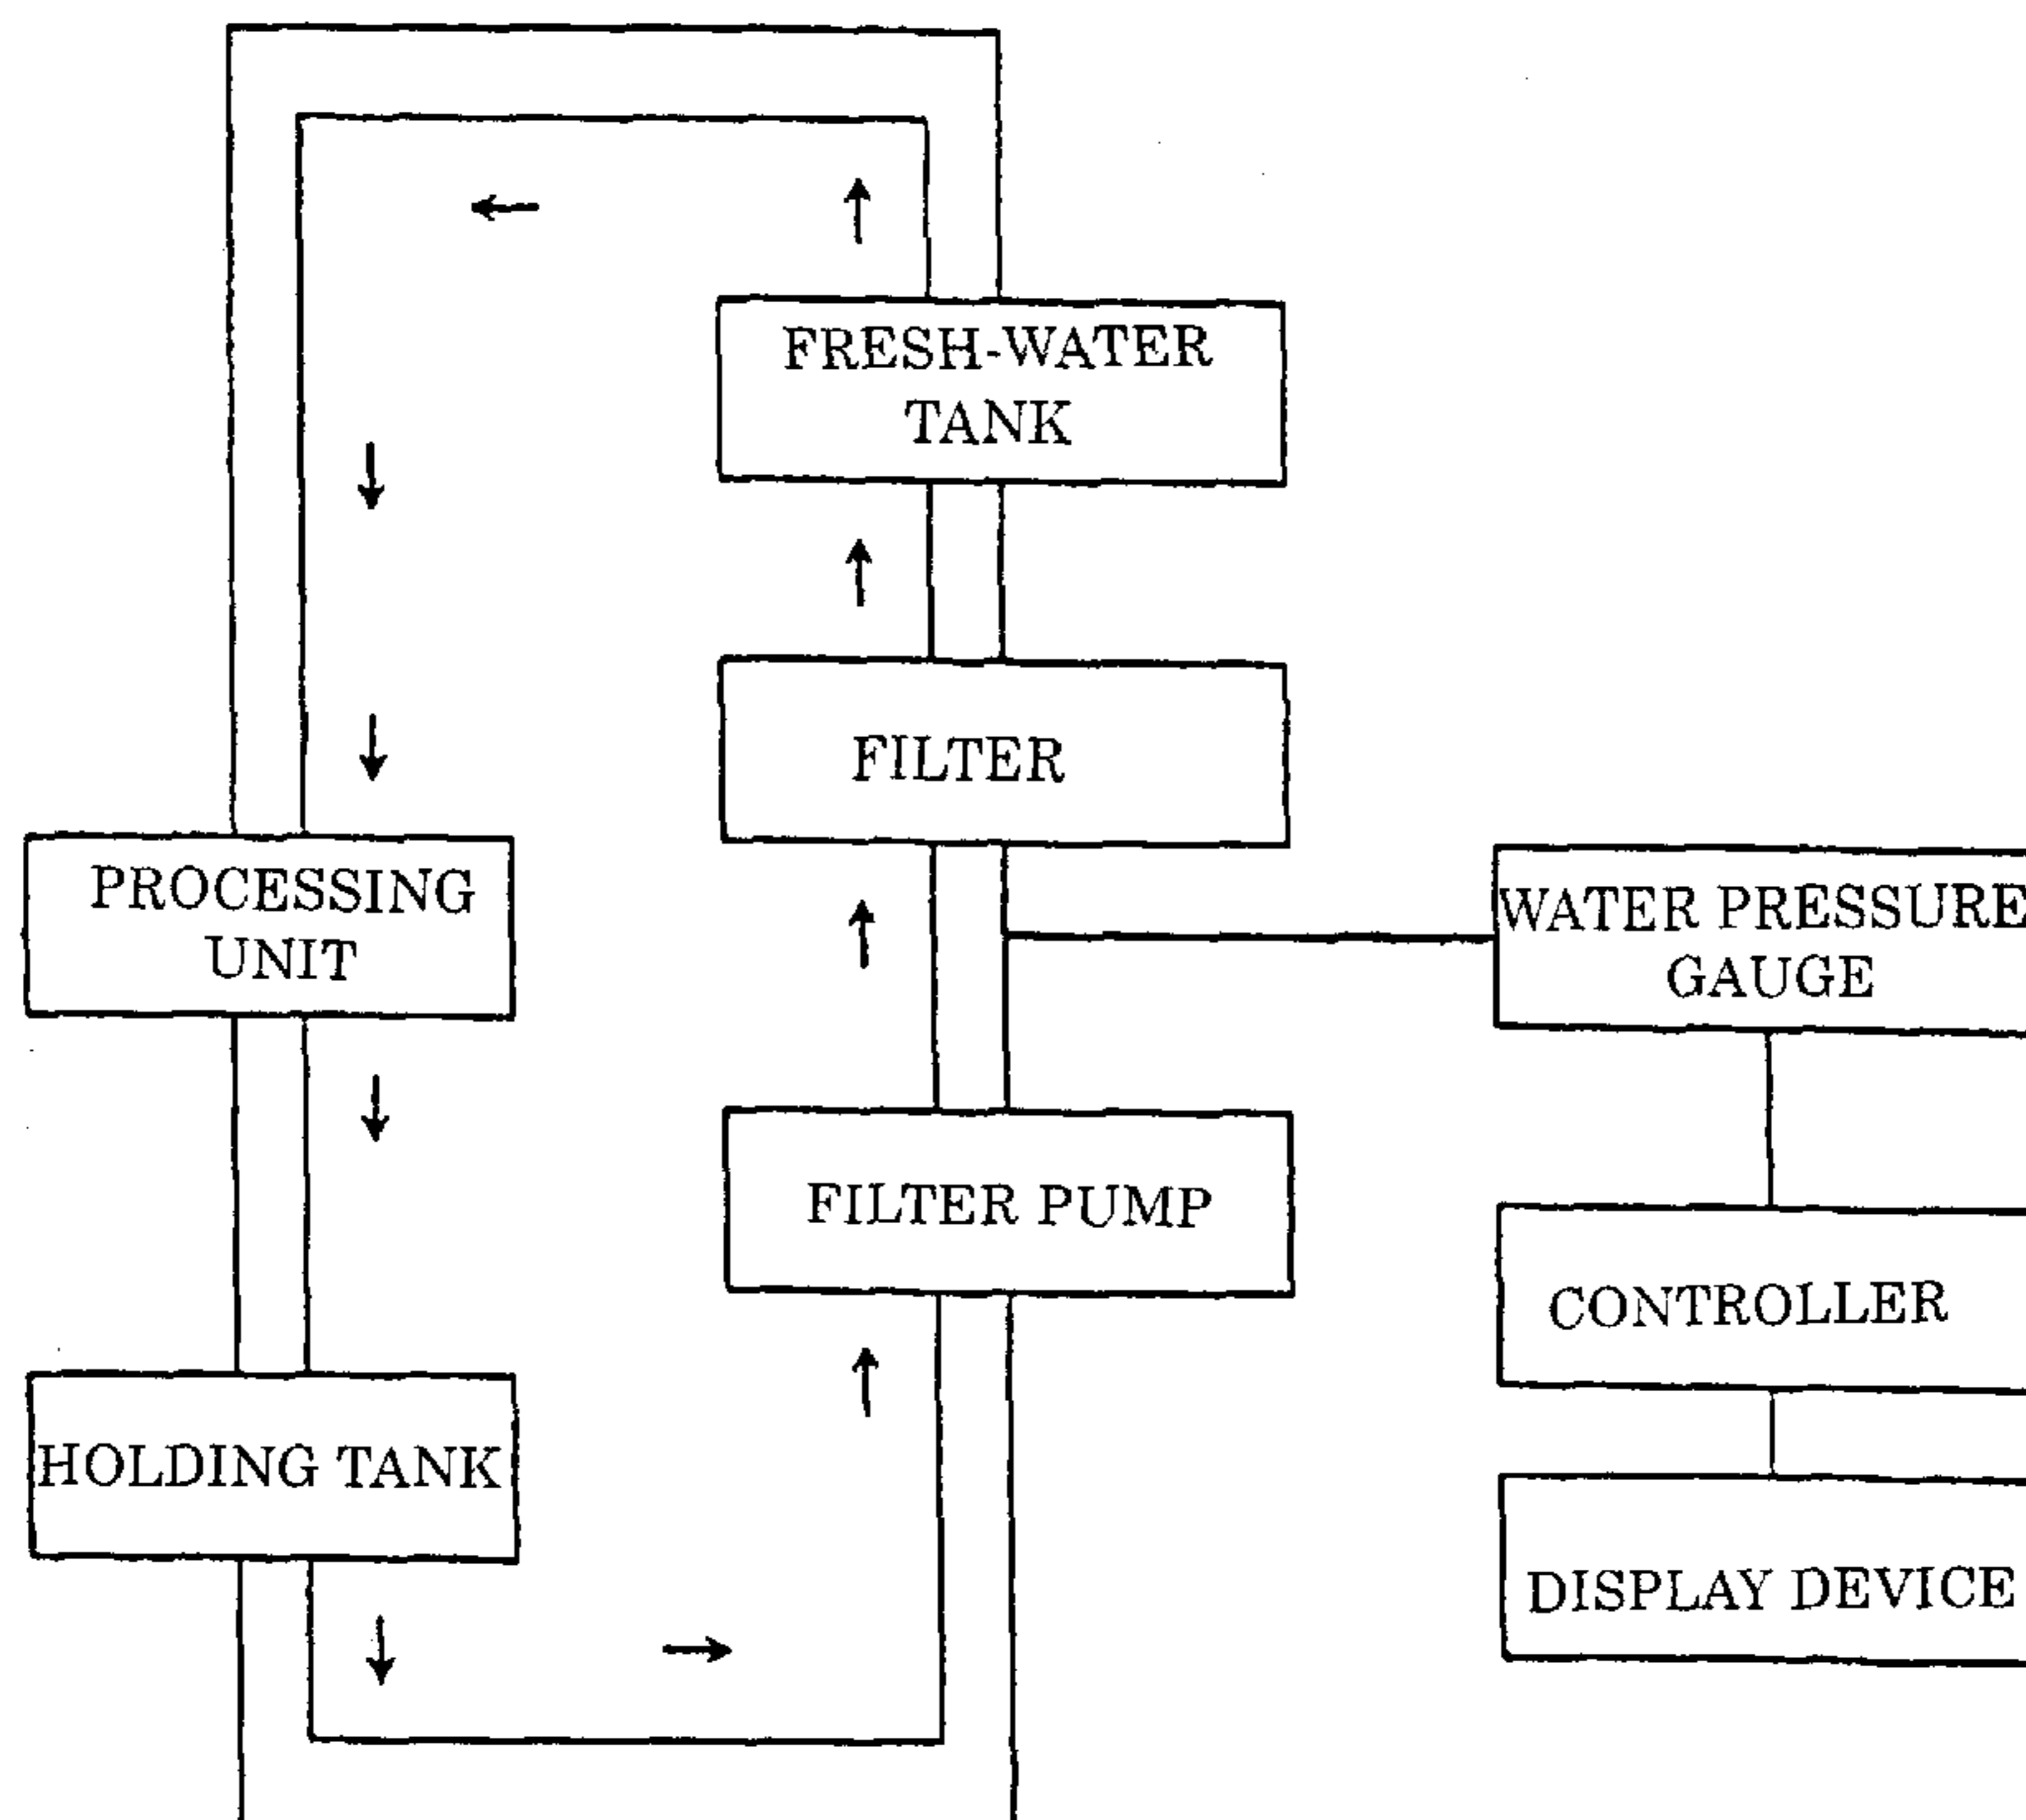 FRESH-WATER
TANK
FILTER
PROCESSING
UNIT
WATER PRESSURE
GAUGE
FILTER PUMP
CONTROLLER
HOLDING TANK
DISPLAY DEVICE